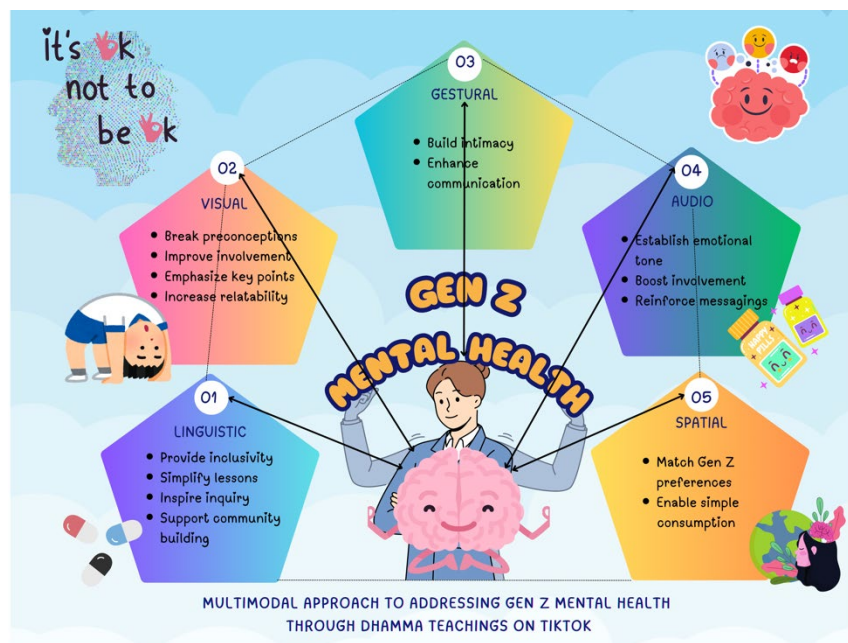 it's ok
not to
be ok
01
LINGUISTIC
Provide inclusivity
Simplify lessons
Inspire inquiry
Support community
building
02
VISUAL
Break preconceptions
Improve involvement
Emphasize key points
Increase relatability
03
GESTURAL
Build intimacy
Enhance
communication
04
AUDIO
Establish emotional
tone
Boost involvement
Reinforce messagings
05
SPATIAL
Match Gen Z
preferences
Enable simple
consumption
GEN Z
MENTAL HEALTH
HAPPY
PILLS
MULTIMODAL APPROACH TO ADDRESSING GEN Z MENTAL HEALTH
THROUGH DHAMMA TEACHINGS ON TIKTOK